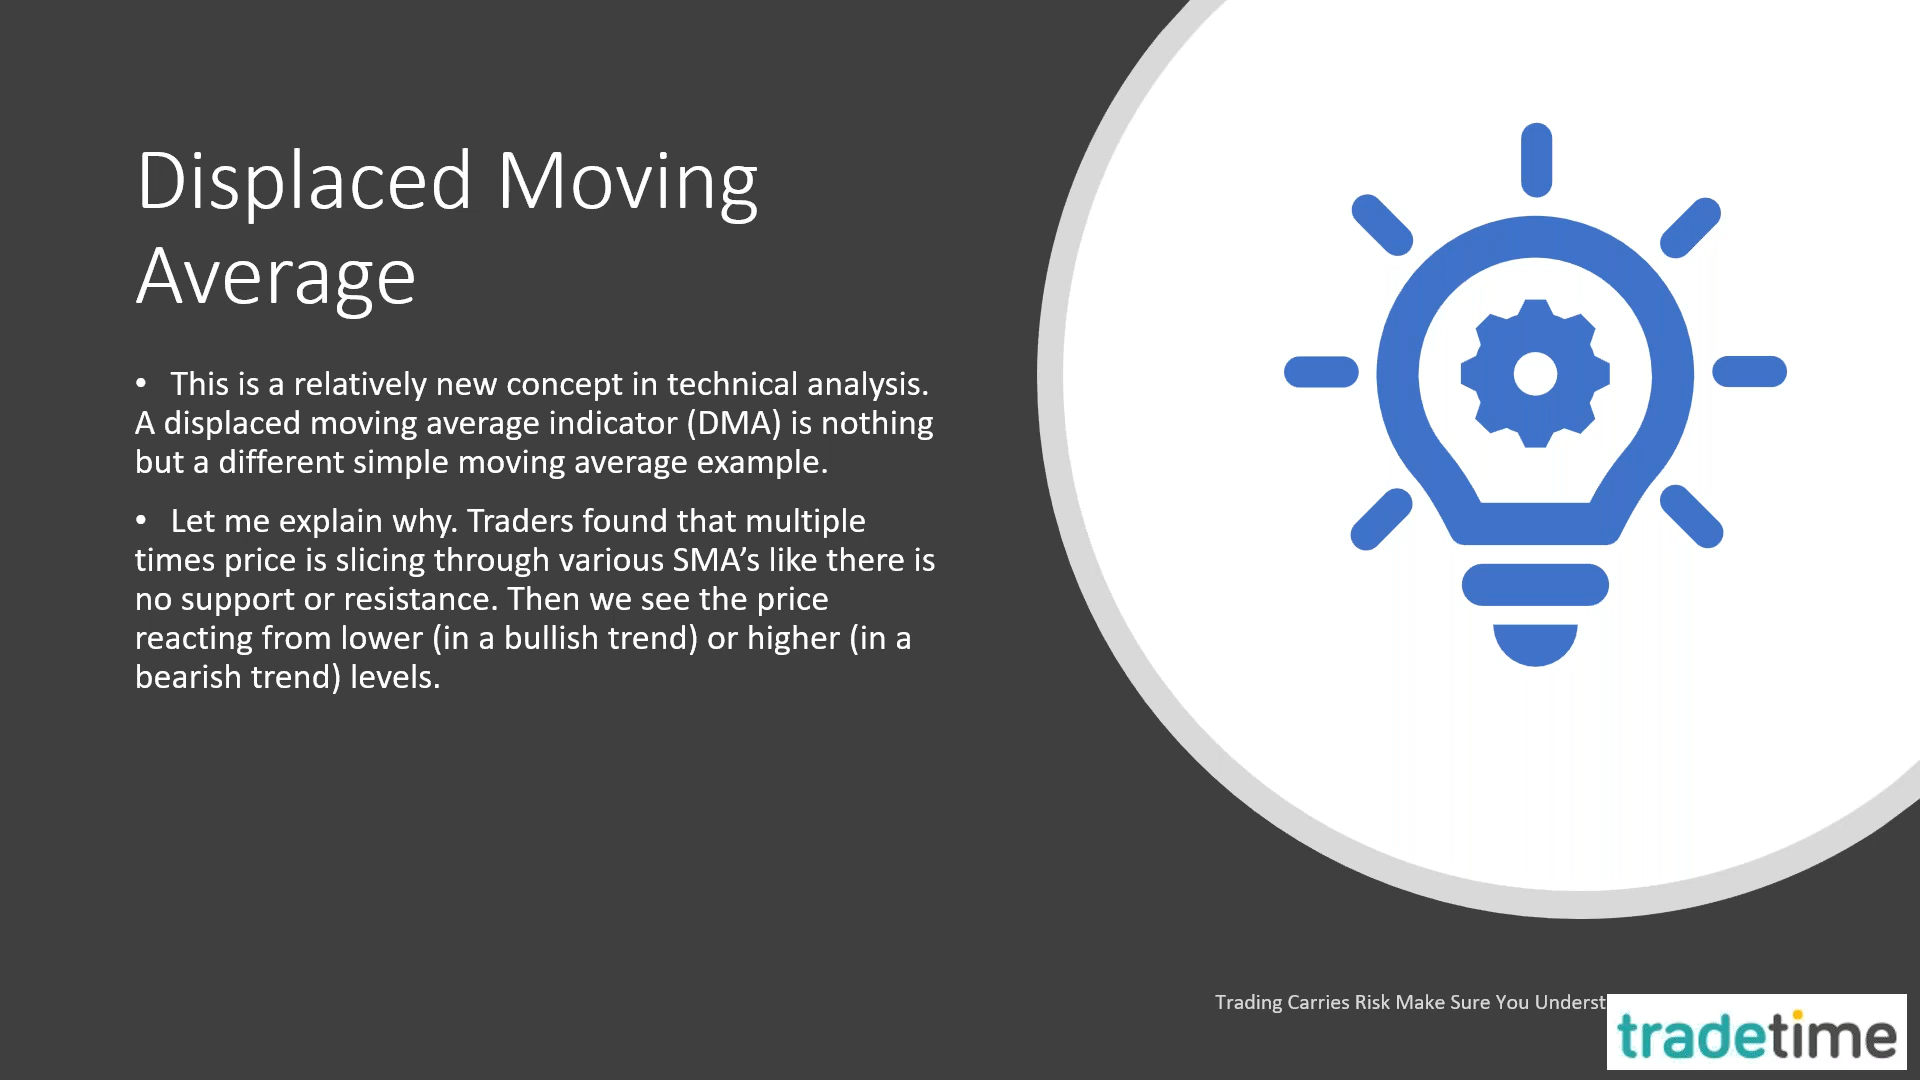 Displaced Moving
Average
• This is a relatively new concept in technical analysis.
A displaced moving average indicator (DMA) is nothing
but a different simple moving average example.
• Let me explain why. Traders found that multiple
times price is slicing through various SMA’s like there is
no support or resistance. Then we see the price
reacting from lower (in a bullish trend) or higher (in a
bearish trend) levels.
Trading Carries Risk Make Sure You Underst
tradetime